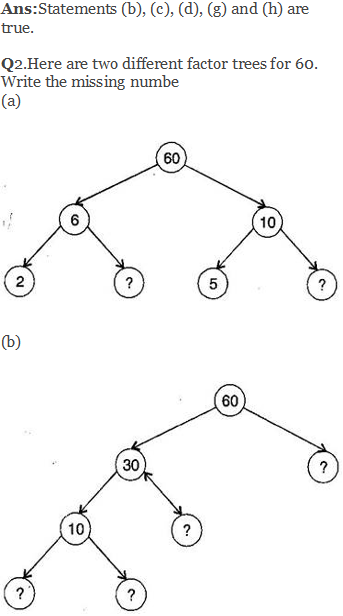 Ans:Statements (b), (c), (d), (g) and (h) are
true.
Q2.Here are two different factor trees for 60.
Write the missing numbe
(a)
60
6 10
2 ? 5 ?
(b)
60
30 ?
10 ?
? ?